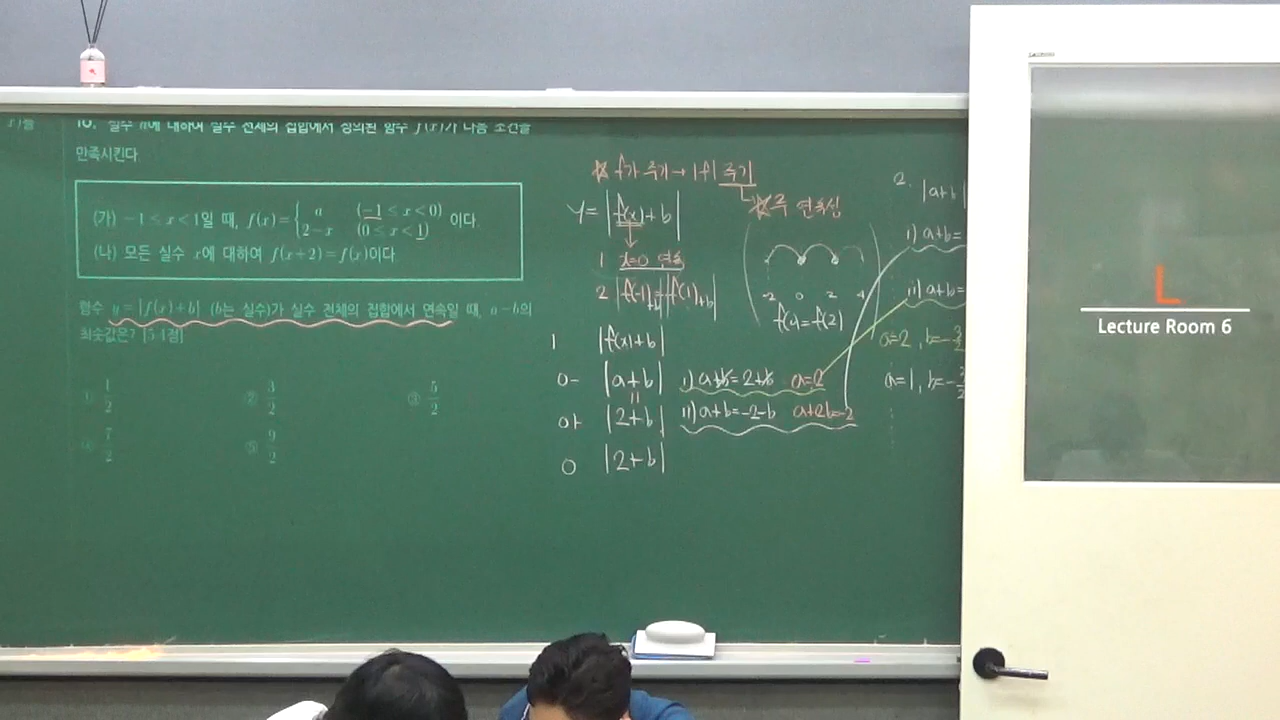 10. 실수 a에 대하여 실수 전체의 집합에서 정의된 함수 f(x)가 다음 조건을
만족시킨다.
(가) −1 ≤ x < 1일 때, f(x) = { a (−1 ≤ x < 0)
2−x (0 ≤ x < 1) 이다.
(나) 모든 실수 x에 대하여 f(x+2) = f(x)이다
함수 y = |f(x)+b| (b는 실수)가 실수 전체의 집합에서 연속일 때, a−b의
최솟값은?
① 1/2 ② 3/2 ③ 5/2
④ 7/2 ⑤ 9/2
f가 주기 → |f| 주기
y = |f(x)+b|
1 x=0 연속
2 |f(-1)+b|=|f(1)+b|
주 연속성
-2 0 2 4
1 |f(x)+b|
0- |a+b|
||
0+ |2+b|
0 |2+b|
i) a+b=2+b a=2
ii) a+b=-2-b a+2b=-2
2. |a+b|
i) a+b=
ii) a+b=
a=2, b=-3/2
a=1, b=-3/2
L
Lecture Room 6